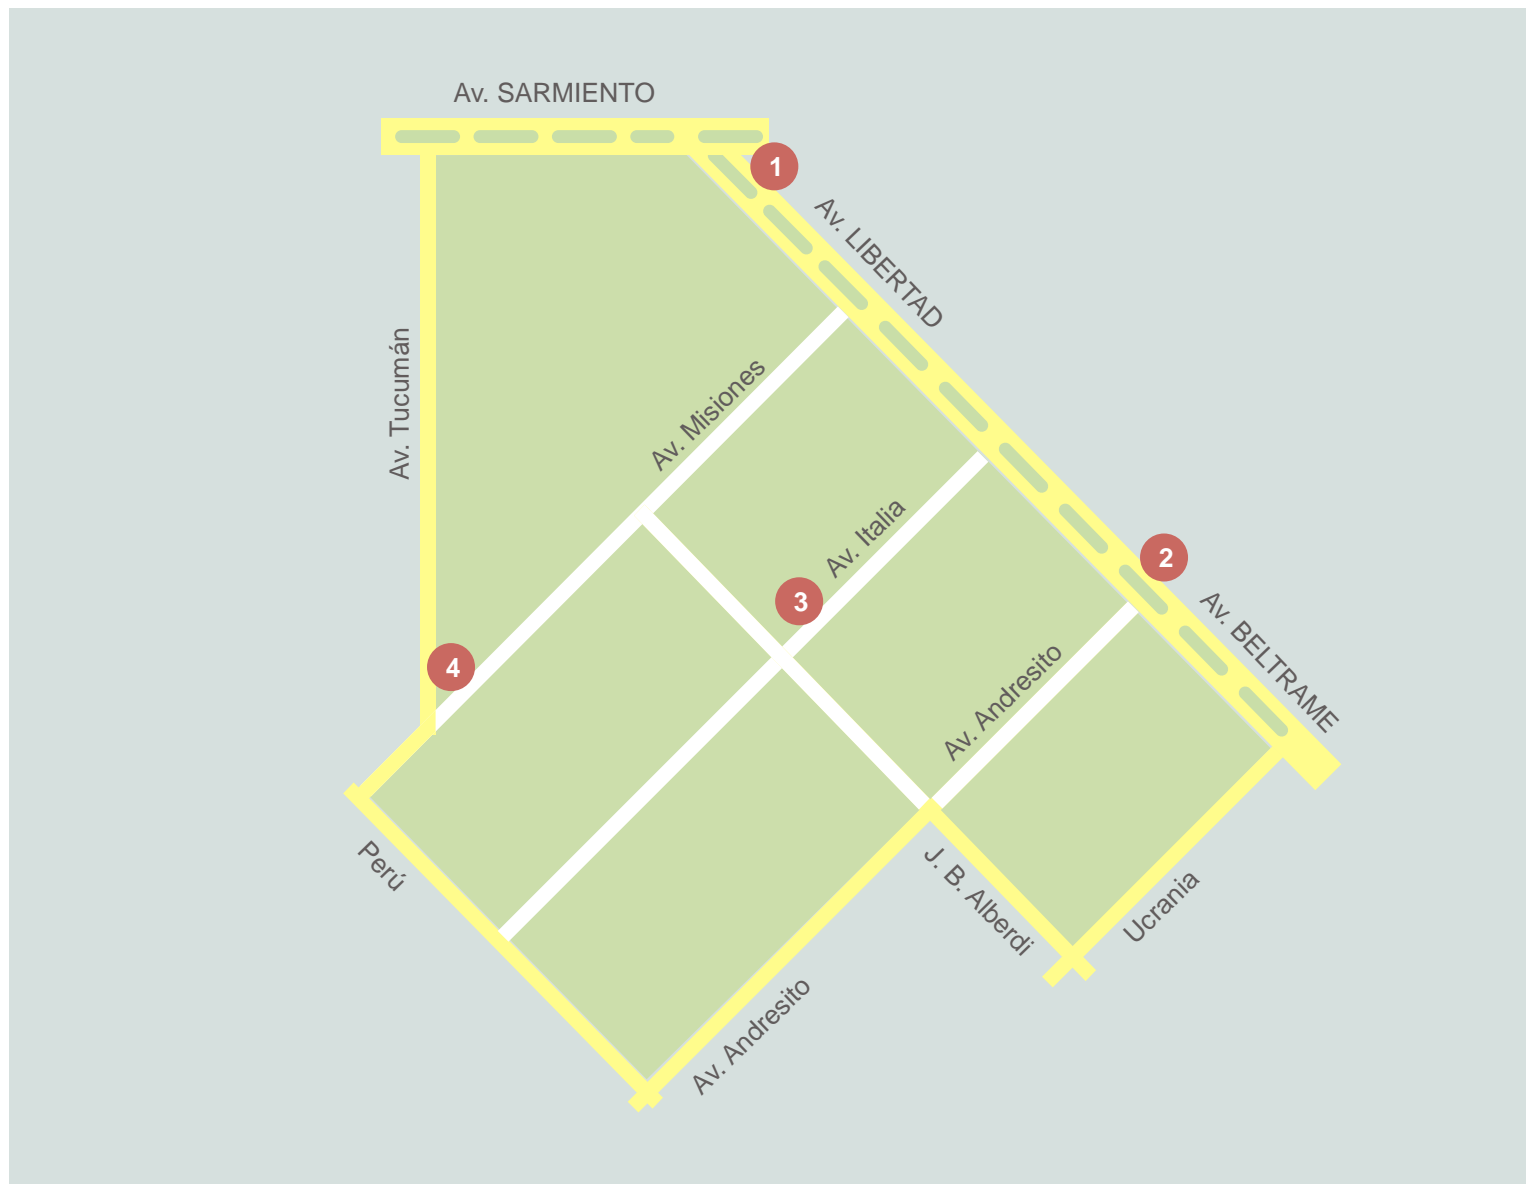 Av. SARMIENTO
1
Av. LIBERTAD
Av. Tucumán
Av. Misiones
Av. Italia
2
3
Av. BELTRAME
4
Av. Andresito
Perú
J. B. Alberdi
Ucrania
Av. Andresito